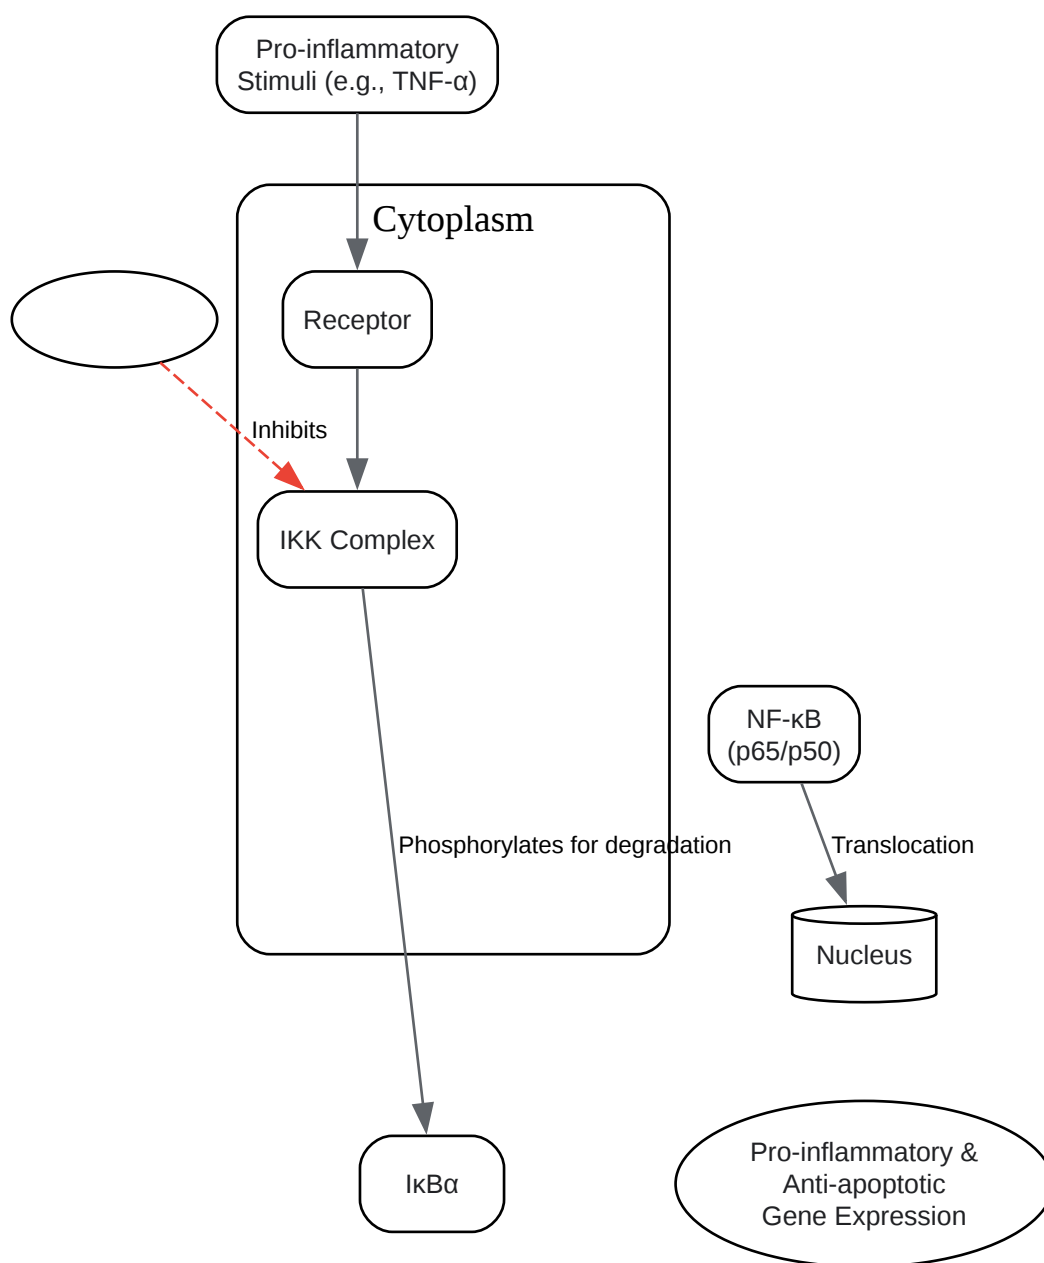 Pro-inflammatory
Stimuli (e.g., TNF-α)
Cytoplasm
Receptor
Inhibits
IKK Complex
NF-κB
(p65/p50)
Phosphorylates for degradation
Translocation
Nucleus
Pro-inflammatory &
Anti-apoptotic
Gene Expression
IκBα